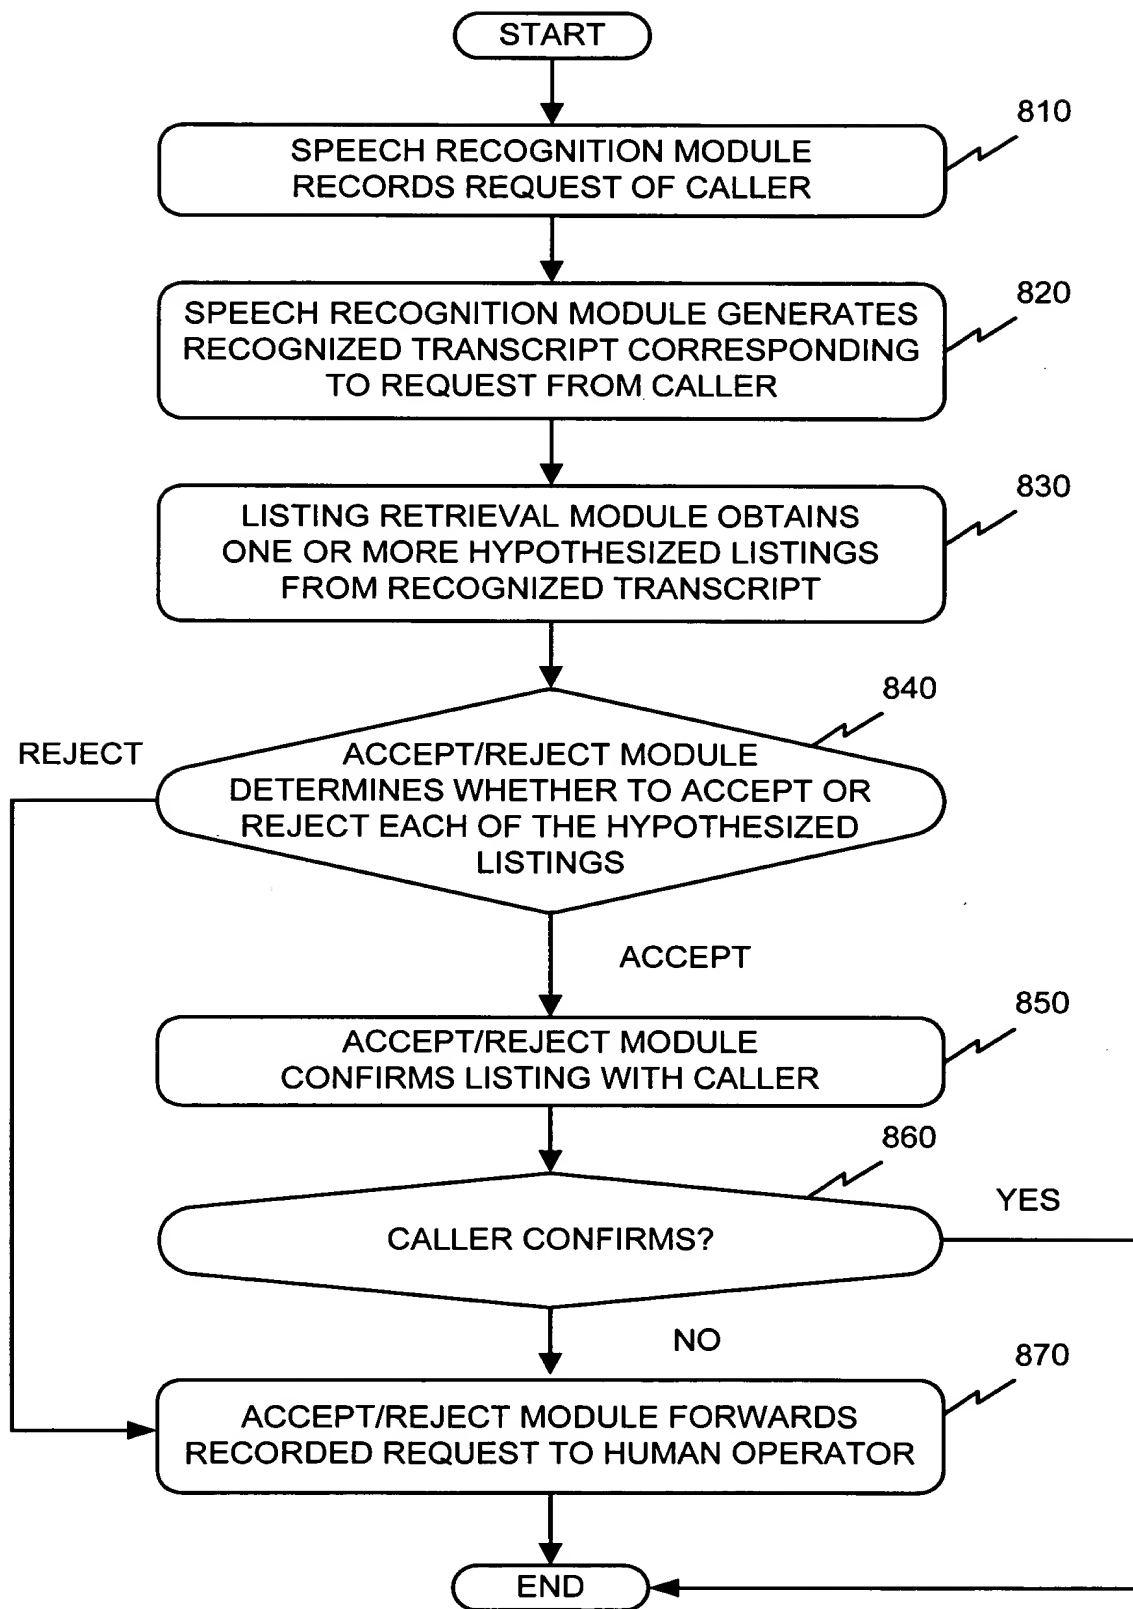 START
810
SPEECH RECOGNITION MODULE
RECORDS REQUEST OF CALLER
820
SPEECH RECOGNITION MODULE GENERATES
RECOGNIZED TRANSCRIPT CORRESPONDING
TO REQUEST FROM CALLER
830
LISTING RETRIEVAL MODULE OBTAINS
ONE OR MORE HYPOTHESIZED LISTINGS
FROM RECOGNIZED TRANSCRIPT
840
REJECT
ACCEPT/REJECT MODULE
DETERMINES WHETHER TO ACCEPT OR
REJECT EACH OF THE HYPOTHESIZED
LISTINGS
ACCEPT
850
ACCEPT/REJECT MODULE
CONFIRMS LISTING WITH CALLER
860
YES
CALLER CONFIRMS?
NO
870
ACCEPT/REJECT MODULE FORWARDS
RECORDED REQUEST TO HUMAN OPERATOR
END